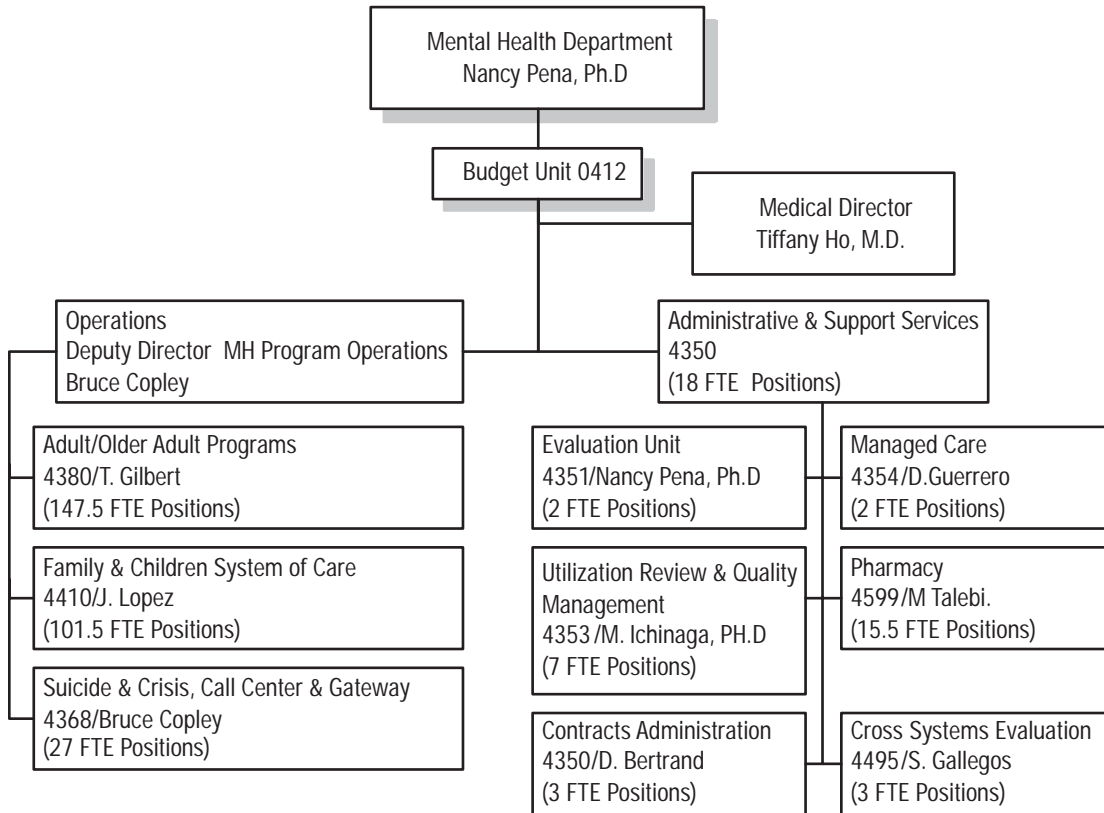 Mental Health Department
Nancy Pena, Ph.D
Budget Unit 0412
Medical Director
Tiffany Ho, M.D.
Operations
Deputy Director MH Program Operations
Bruce Copley
Administrative & Support Services
4350
(18 FTE Positions)
Adult/Older Adult Programs
4380/T. Gilbert
(147.5 FTE Positions)
Family & Children System of Care
4410/J. Lopez
(101.5 FTE Positions)
Suicide & Crisis, Call Center & Gateway
4368/Bruce Copley
(27 FTE Positions)
Evaluation Unit
4351/Nancy Pena, Ph.D
(2 FTE Positions)
Managed Care
4354/D.Guerrero
(2 FTE Positions)
Utilization Review & Quality
Management
4353/M. Ichinaga, PH.D
(7 FTE Positions)
Pharmacy
4599/M Talebi.
(15.5 FTE Positions)
Contracts Administration
4350/D. Bertrand
(3 FTE Positions)
Cross Systems Evaluation
4495/S. Gallegos
(3 FTE Positions)